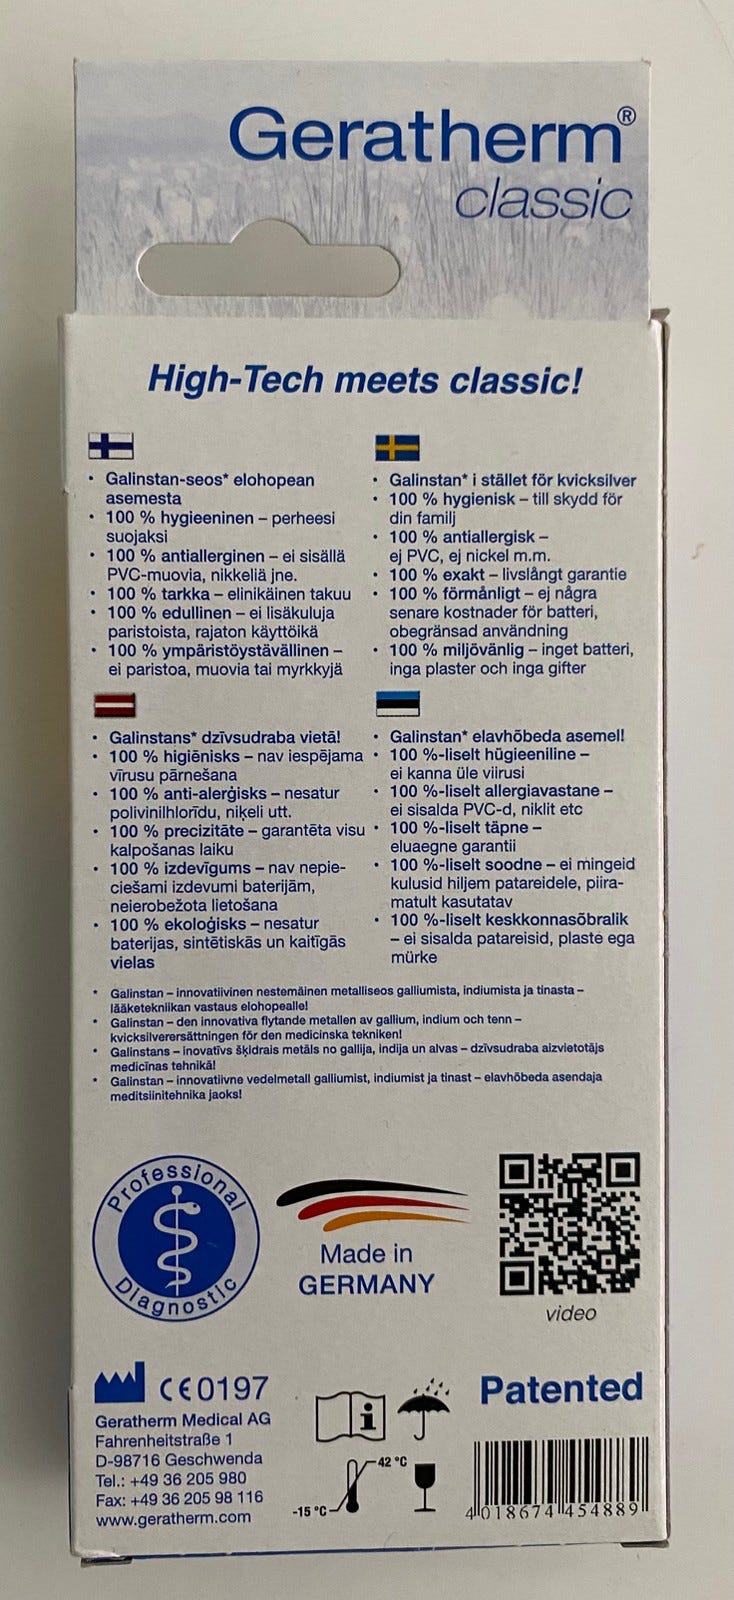 Geratherm®
classic
High-Tech meets classic!
• Galinstan-seos* elohopean
asemesta
• 100 % hygieeninen – perheesi
suojaksi
• 100 % antiallerginen – ei sisällä
PVC-muovia, nikkeliä jne.
• 100 % tarkka – elinikäinen takuu
• 100 % edullinen – ei lisäkuluja
paristoista, rajaton käyttöikä
• 100 % ympäristöystävällinen –
ei paristoa, muovia tai myrkkyjä
• Galinstan* i stället för kvicksilver
• 100 % hygienisk – till skydd för
din familj
• 100 % antiallergisk –
ej PVC, ej nickel m.m.
• 100 % exakt – livslångt garantie
• 100 % förmånligt – ej några
senare kostnader för batteri,
obegränsad användning
• 100 % miljövänlig – inget batteri,
inga plaster och inga gifter
• Galinstans* dzīvsudraba vietā!
• 100 % higiēnisks – nav iespējama
vīrusu pārnešana
• 100 % anti-alerģisks – nesatur
polivinilhlorīdu, niķeli utt.
• 100 % precizitāte – garantēta visu
kalpošanas laiku
• 100 % izdevīgums – nav nepie-
ciešami izdevumi baterijām,
neierobežota lietošana
• 100 % ekoloģisks – nesatur
baterijas, sintētiskās un kaitīgās
vielas
• Galinstan* elavhõbeda asemel!
• 100 %-liselt hügieeniline –
ei kanna üle viirusi
• 100 %-liselt allergiavastane –
ei sisalda PVC-d, niklit etc
• 100 %-liselt täpne –
eluaegne garantii
• 100 %-liselt soodne – ei mingeid
kulusid hiljem patareidele, piira-
matult kasutatav
• 100 %-liselt keskkonnasõbralik
– ei sisalda patareisid, plaste ega
mürke
* Galinstan – innovatiivinen nestemäinen metalliseos galliumista, indiumista ja tinasta –
lääketekniikan vastaus elohopealle!
* Galinstan – den innovativa flytande metallen av gallium, indium och tenn –
kvicksilverersättningen för den medicinska tekniken!
* Galinstans – inovatīvs šķidrais metāls no gallija, indija un alvas – dzīvsudraba aizvietotājs
medicīnas tehnikā!
* Galinstan – innovatiivne vedelmetall galliumist, indiumist ja tinast – elavhõbeda asendaja
meditsiinitehnika jaoks!
Professional
Diagnostic
Made in
GERMANY
video
CE0197
Geratherm Medical AG
Fahrenheitstraße 1
D-98716 Geschwenda
Tel.: +49 36 205 980
Fax: +49 36 205 98 116
www.geratherm.com
i
-15 °C
42 °C
Patented
4 018674 454889